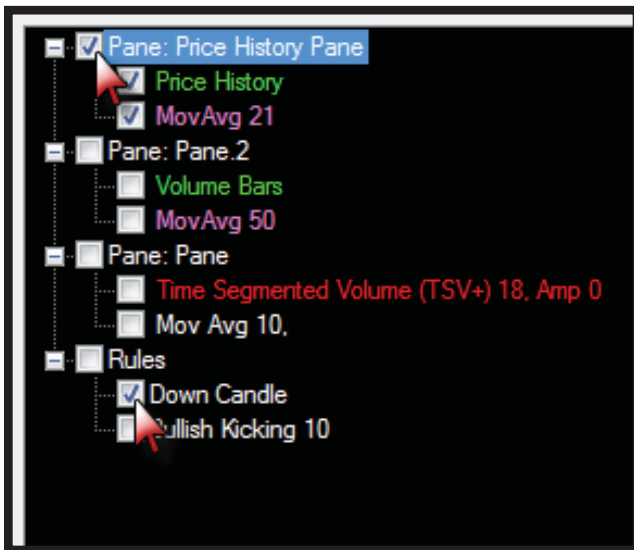 Pane: Price History Pane
Price History
MovAvg 21
Pane: Pane.2
Volume Bars
MovAvg 50
Pane: Pane
Time Segmented Volume (TSV+) 18, Amp 0
Mov Avg 10,
Rules
Down Candle
Kicking 10